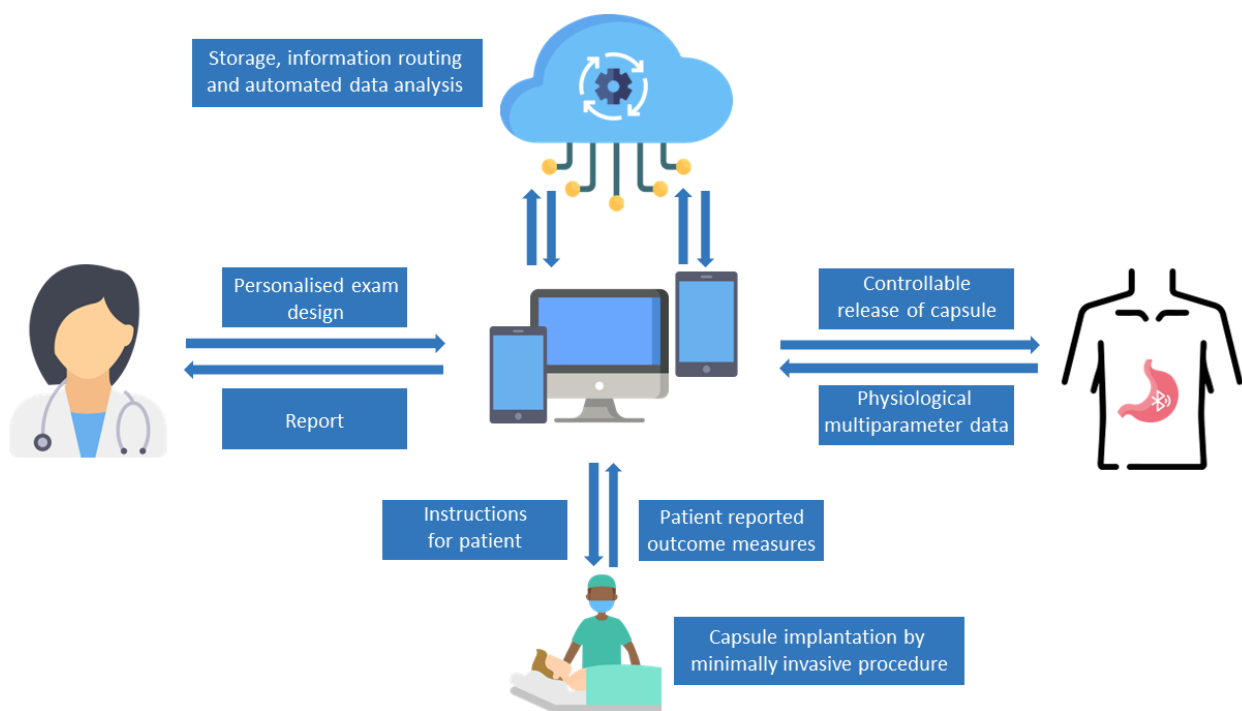 Storage, information routing
and automated data analysis
Personalised exam
design
Report
Controllable
release of capsule
Physiological
multiparameter data
Instructions
for patient
Patient reported
outcome measures
Capsule implantation by
minimally invasive procedure